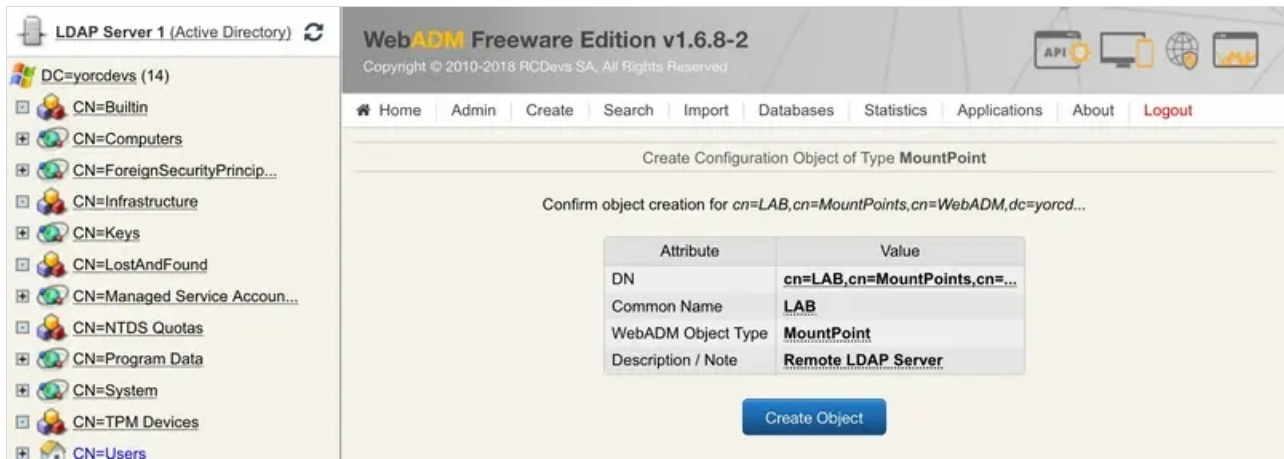 LDAP Server 1 (Active Directory)
DC=yorcdevs (14)
CN=Builtin
CN=Computers
CN=ForeignSecurityPrincip...
CN=Infrastructure
CN=Keys
CN=LostAndFound
CN=Managed Service Accoun...
CN=NTDS Quotas
CN=Program Data
CN=System
CN=TPM Devices
CN=Users
WebADM Freeware Edition v1.6.8-2
Copyright © 2010-2018 RCDevs SA, All Rights Reserved
API
Home Admin Create Search Import Databases Statistics Applications About Logout
Create Configuration Object of Type MountPoint
Confirm object creation for cn=LAB,cn=MountPoints,cn=WebADM,dc=yorcd...
Attribute Value
DN cn=LAB,cn=MountPoints,cn=...
Common Name LAB
WebADM Object Type MountPoint
Description / Note Remote LDAP Server
Create Object